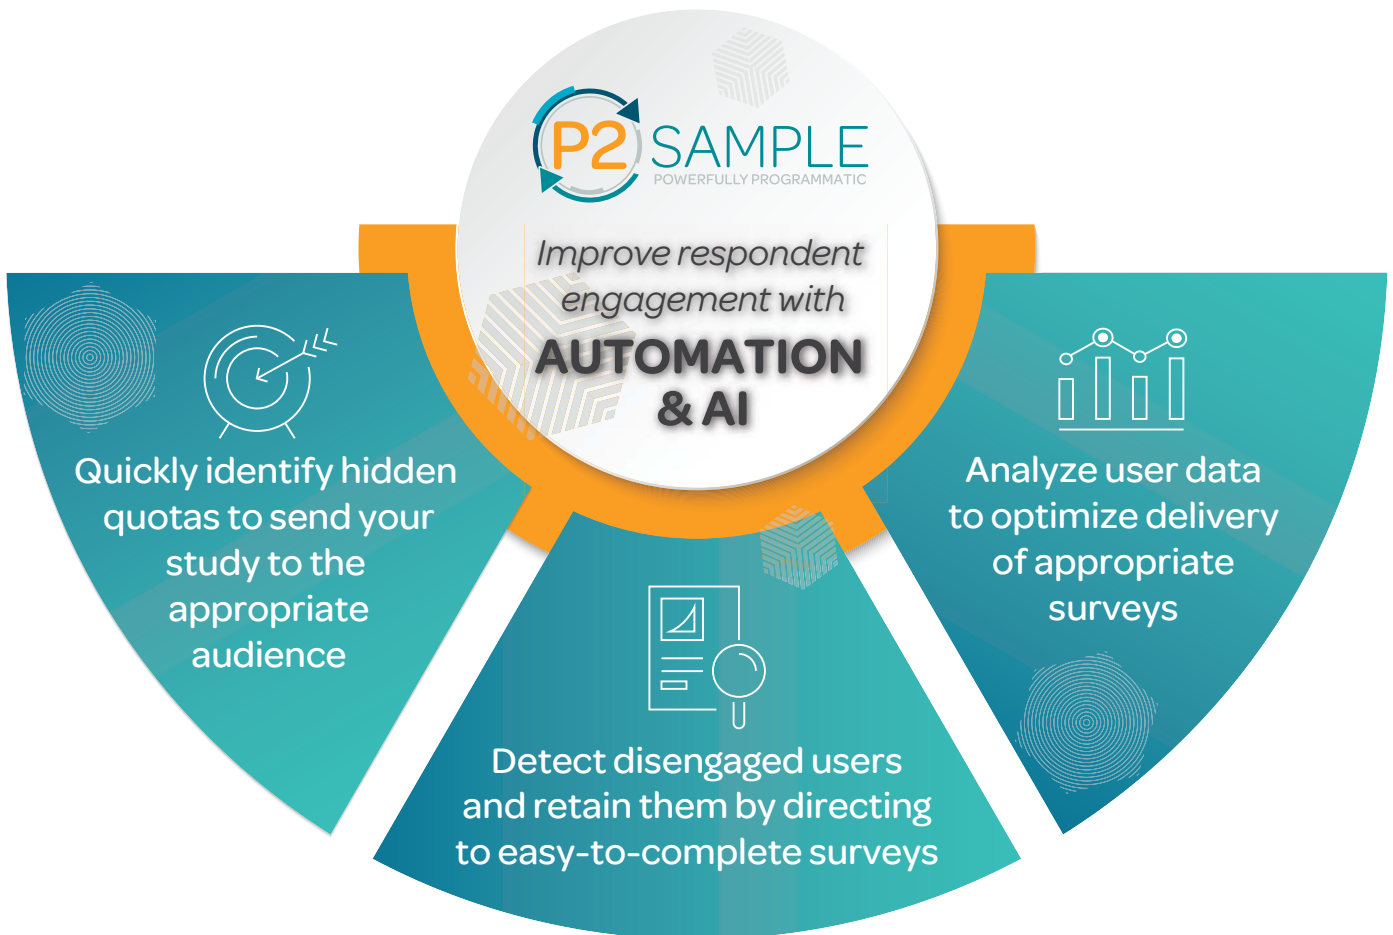 P2 SAMPLE
POWERFULLY PROGRAMMATIC
Improve respondent
engagement with
AUTOMATION
& AI
Quickly identify hidden
quotas to send your
study to the
appropriate
audience
Detect disengaged users
and retain them by directing
to easy-to-complete surveys
Analyze user data
to optimize delivery
of appropriate
surveys